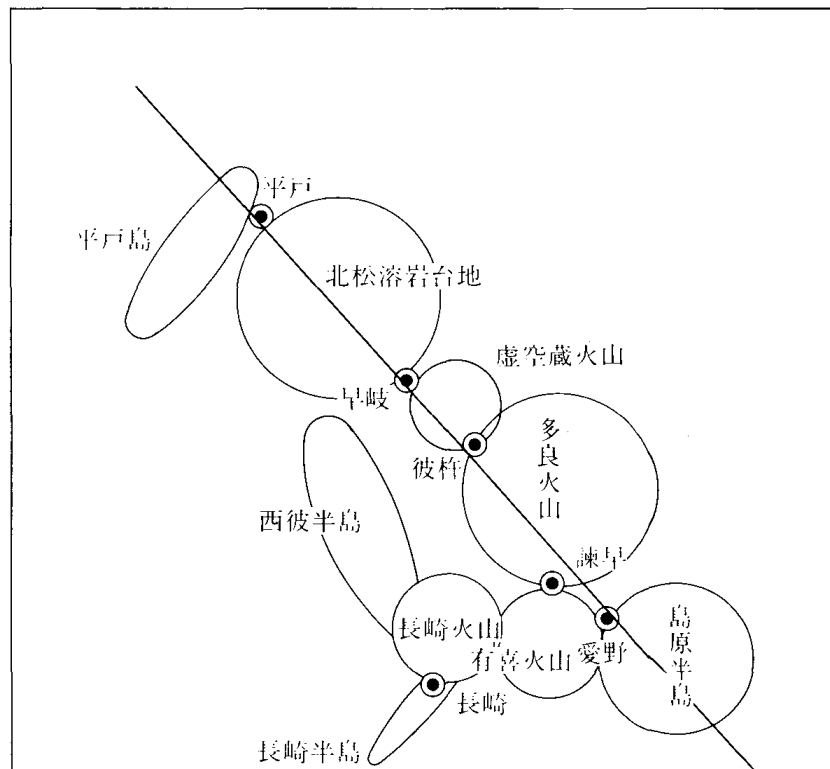 平戸
平戸島
北松溶岩台地
虚空蔵火山
早岐
彼杵
多良火山
西彼半島
諫早
長崎火山
有喜火山
愛野
島原半島
長崎
長崎半島